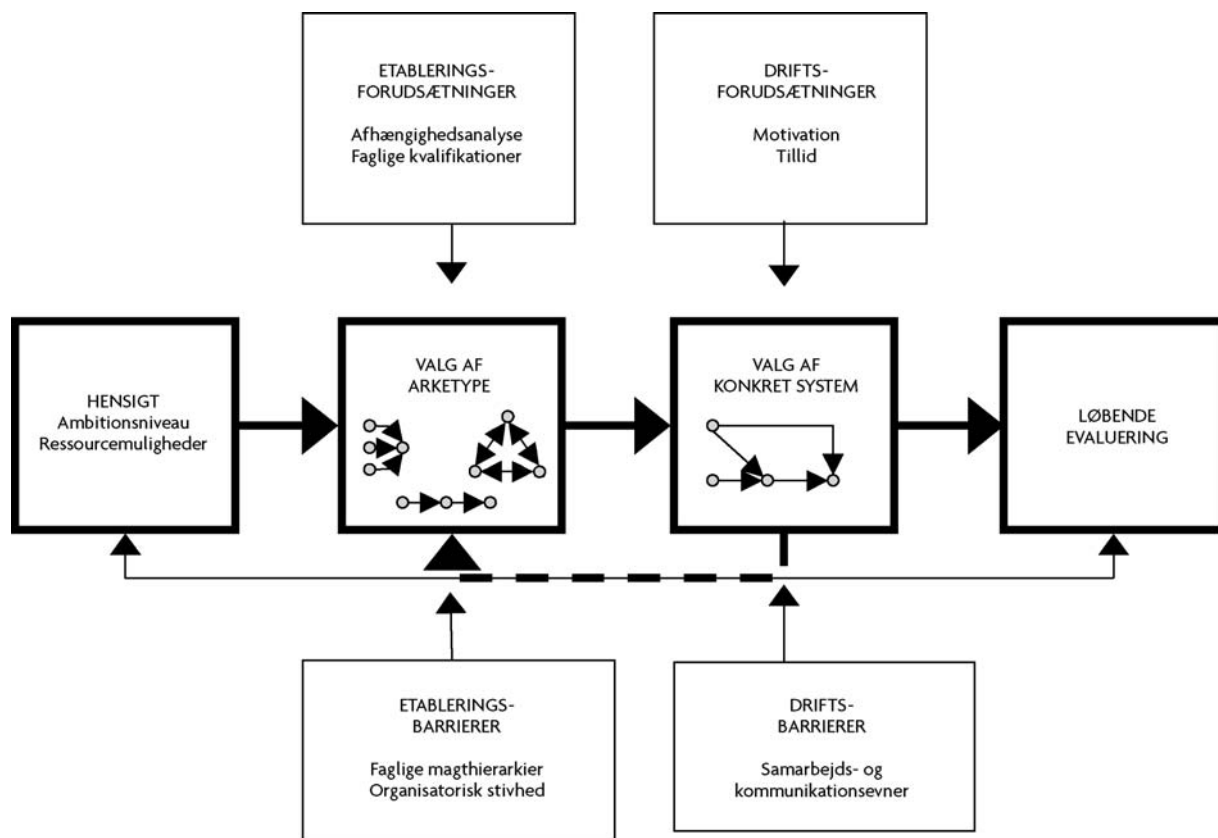 ETABLERINGS-
FORUDSÆTNINGER
Afhængighedsanalyse
Faglige kvalifikationer
DRIFTS-
FORUDSÆTNINGER
Motivation
Tillid
HENSIGT
Ambitionsniveau
Ressourcemuligheder
VALG AF
ARKETYPE
VALG AF
KONKRET SYSTEM
LØBENDE
EVALUERING
ETABLERINGS-
BARRIERER
Faglige magthierarkier
Organisatorisk stivhed
DRIFTS-
BARRIERER
Samarbejds- og
kommunikationsevner